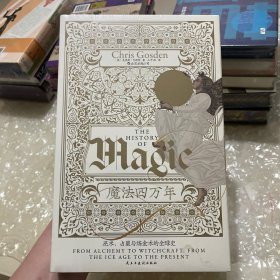 Chris Gosden
THE HISTORY
OF
Magic
魔法四万年
巫术、占星与炼金术的全球史
FROM ALCHEMY TO WITCHCRAFT, FROM
THE ICE AGE TO THE PRESENT